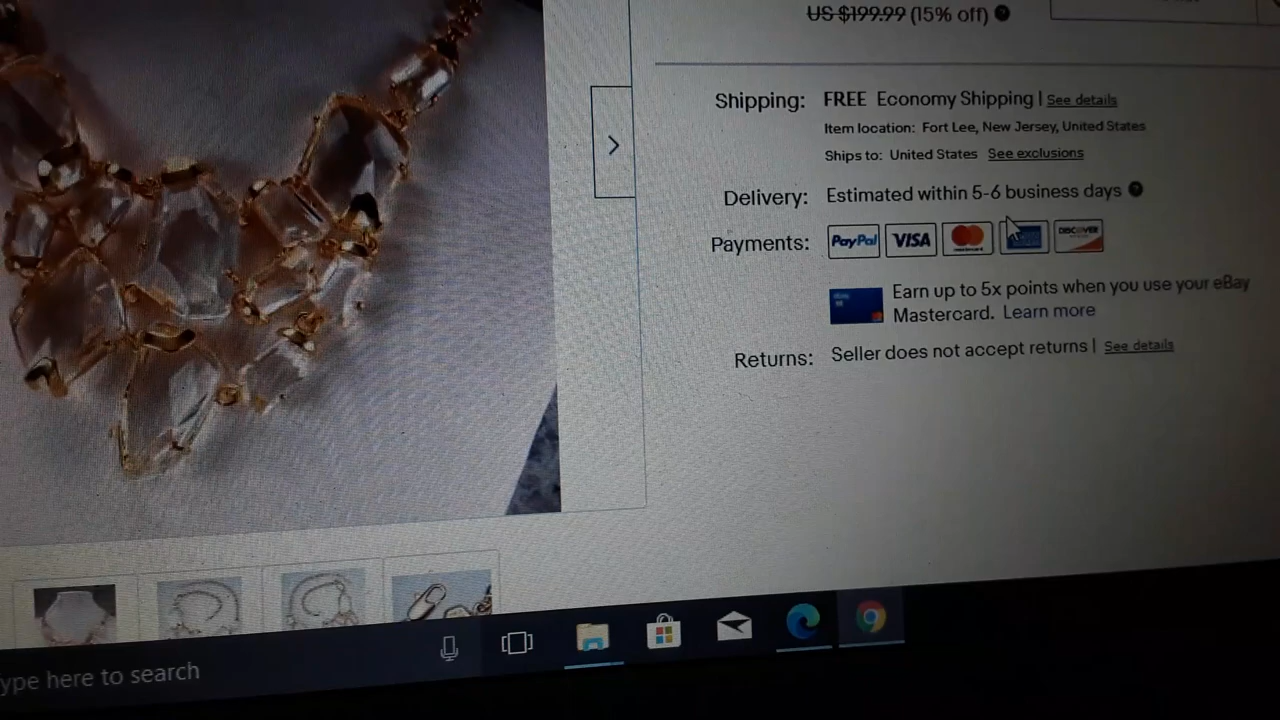 US $199.99 (15% off)
Shipping: FREE Economy Shipping | See details
Item location: Fort Lee, New Jersey, United States
Ships to: United States See exclusions
Delivery: Estimated within 5-6 business days
Payments: PayPal VISA DISCOVER
Earn up to 5x points when you use your eBay
Mastercard. Learn more
Returns: Seller does not accept returns | See details
ype here to search